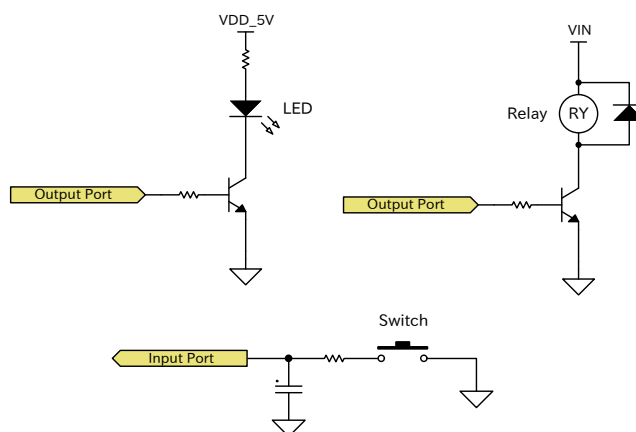 VDD_5V
LED
Output Port
VIN
Relay
RY
Output Port
Switch
Input Port